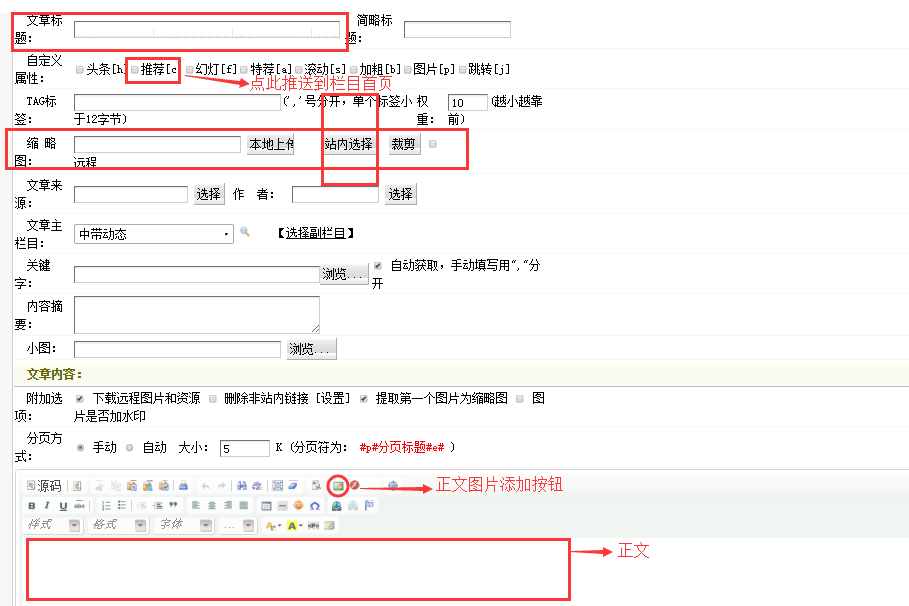 文章标题： 简略标题：
自定义属性： 头条[h] 推荐[c 幻灯[f] 特荐[a] 滚动[s] 加粗[b] 图片[p] 跳转[j]
点此推送到栏目首页
TAG标签： (','号分开，单个标签小于12字节) 权重： 10 (越小越靠前)
缩 略图： 本地上传 站内选择 裁剪 远程
文章来源： 选择 作 者： 选择
文章主栏目： 中带动态 【选择副栏目】
关键字： 浏览... 自动获取，手动填写用","分开
内容摘要：
小图： 浏览...
文章内容：
附加选项： 下载远程图片和资源 删除非站内链接 [设置] 提取第一个图片为缩略图 图片是否加水印
分页方式： 手动 自动 大小： 5 K (分页符为： #p#分页标题#e# )
源码
正文图片添加按钮
B I U abc
样式 格式 字体 ...
正文